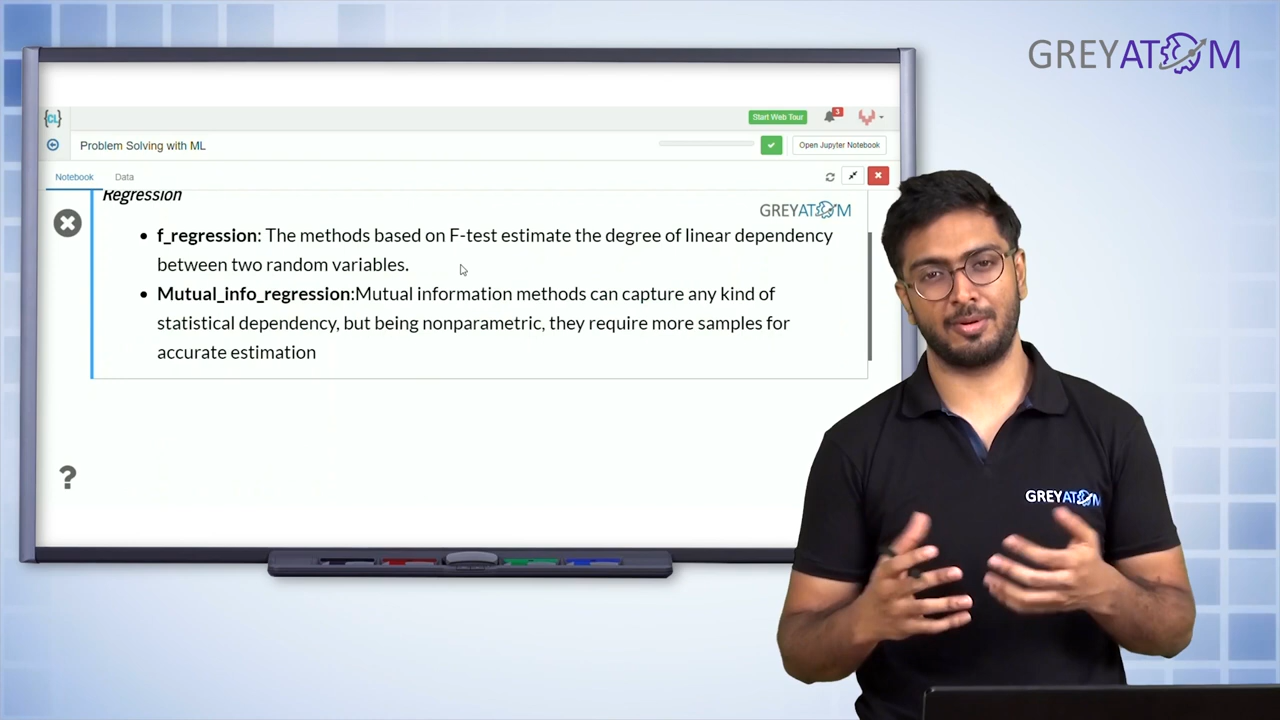 GREYATOM
{CL}
Start Web Tour
3
Problem Solving with ML
Open Jupyter Notebook
Notebook Data
Regression
GREYATOM
• f_regression: The methods based on F-test estimate the degree of linear dependency
between two random variables.
• Mutual_info_regression:Mutual information methods can capture any kind of
statistical dependency, but being nonparametric, they require more samples for
accurate estimation
?
GREYATOM